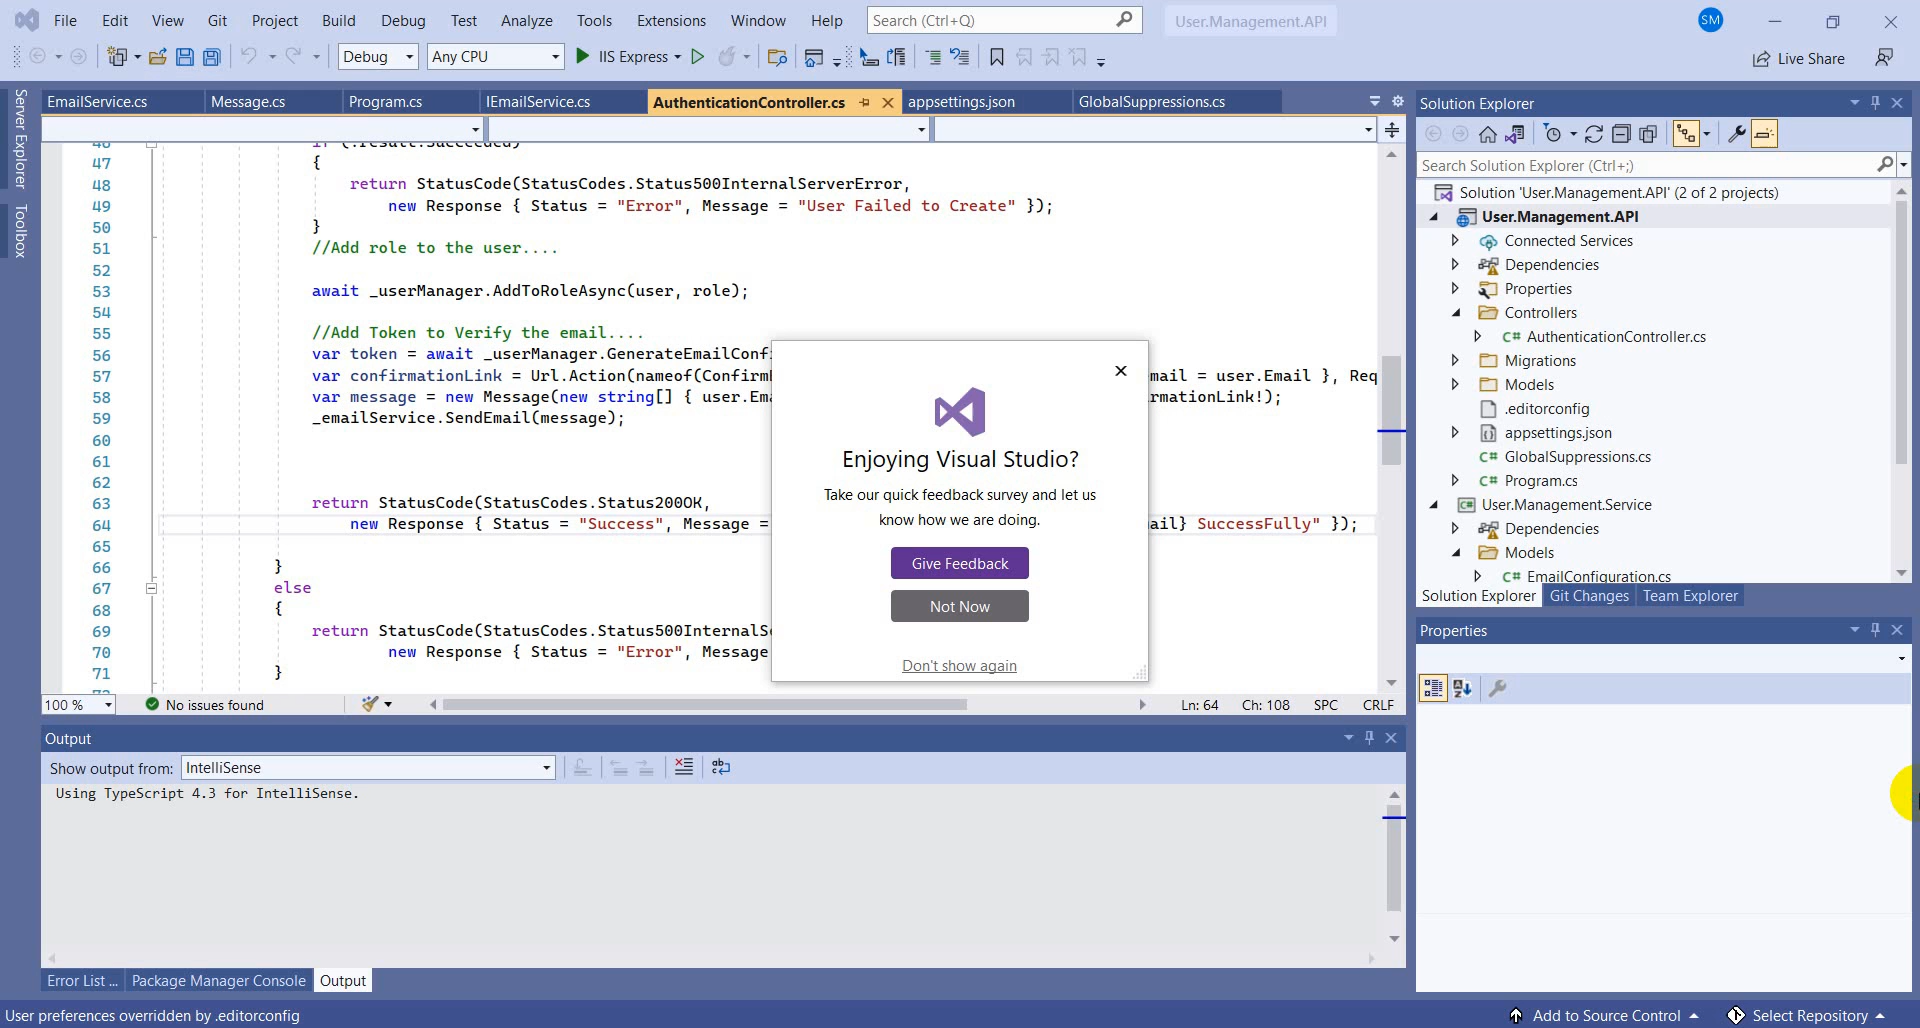 File Edit View Git Project Build Debug Test Analyze Tools Extensions Window Help Search (Ctrl+Q) User.Management.API SM
Debug Any CPU IIS Express Live Share
Server Explorer
Toolbox
EmailService.cs Message.cs Program.cs IEmailService.cs AuthenticationController.cs appsettings.json GlobalSuppressions.cs
46 if (!result.Succeeded)
47 {
48 return StatusCode(StatusCodes.Status500InternalServerError,
49 new Response { Status = "Error", Message = "User Failed to Create" });
50 }
51 //Add role to the user....
52
53 await _userManager.AddToRoleAsync(user, role);
54
55 //Add Token to Verify the email....
56 var token = await _userManager.GenerateEmailConf
57 var confirmationLink = Url.Action(nameof(Confirm mail = user.Email }, Req
58 var message = new Message(new string[] { user.Em rmationLink!);
59 _emailService.SendEmail(message);
60
61
62
63 return StatusCode(StatusCodes.Status200OK,
64 new Response { Status = "Success", Message = ail} SuccessFully" });
65
66 }
67 else
68 {
69 return StatusCode(StatusCodes.Status500InternalS
70 new Response { Status = "Error", Message
71 }
Enjoying Visual Studio?
Take our quick feedback survey and let us
know how we are doing.
Give Feedback
Not Now
Don't show again
100 % No issues found Ln: 64 Ch: 108 SPC CRLF
Output
Show output from: IntelliSense
Using TypeScript 4.3 for IntelliSense.
Error List ... Package Manager Console Output
Solution Explorer
Search Solution Explorer (Ctrl+;)
Solution 'User.Management.API' (2 of 2 projects)
User.Management.API
Connected Services
Dependencies
Properties
Controllers
C# AuthenticationController.cs
Migrations
Models
.editorconfig
appsettings.json
C# GlobalSuppressions.cs
C# Program.cs
C# User.Management.Service
Dependencies
Models
C# EmailConfiguration.cs
Solution Explorer Git Changes Team Explorer
Properties
User preferences overridden by .editorconfig Add to Source Control Select Repository